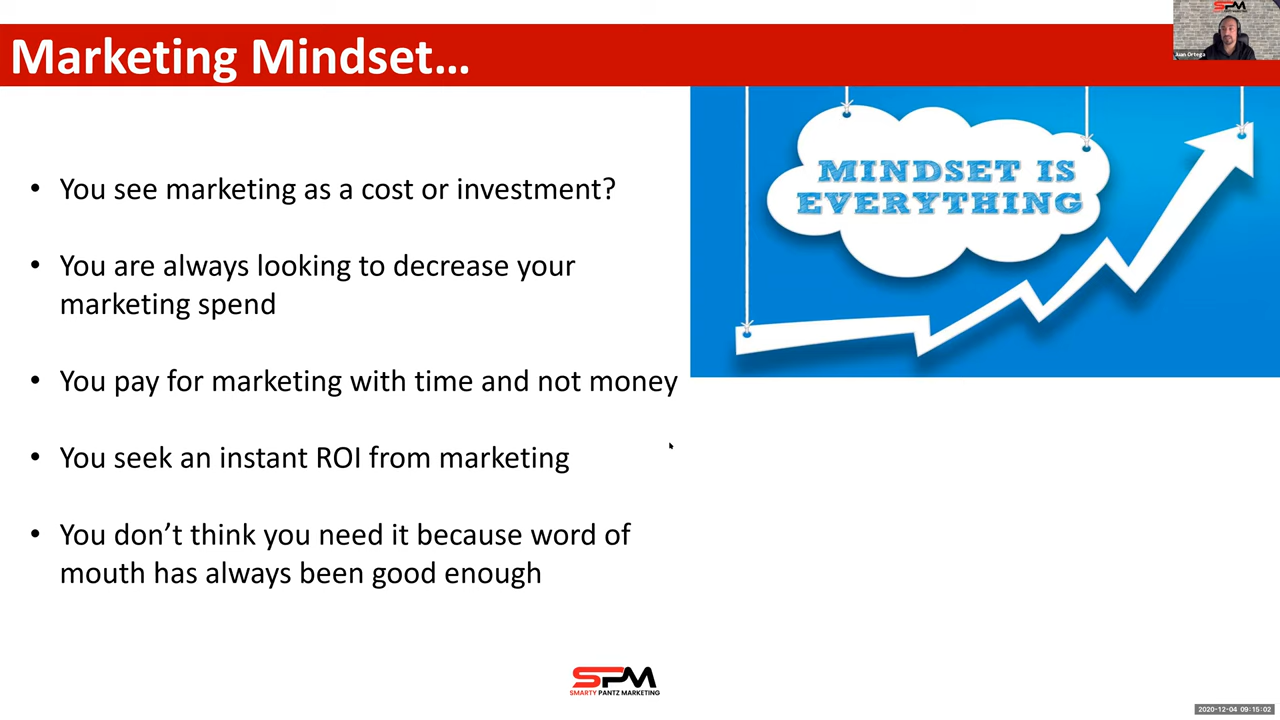 SPM
Juan Ortega
Marketing Mindset...
MINDSET IS
EVERYTHING
• You see marketing as a cost or investment?
• You are always looking to decrease your
marketing spend
• You pay for marketing with time and not money
• You seek an instant ROI from marketing
• You don’t think you need it because word of
mouth has always been good enough
SPM
SMARTY PANTZ MARKETING
2020-12-04 09:15:02